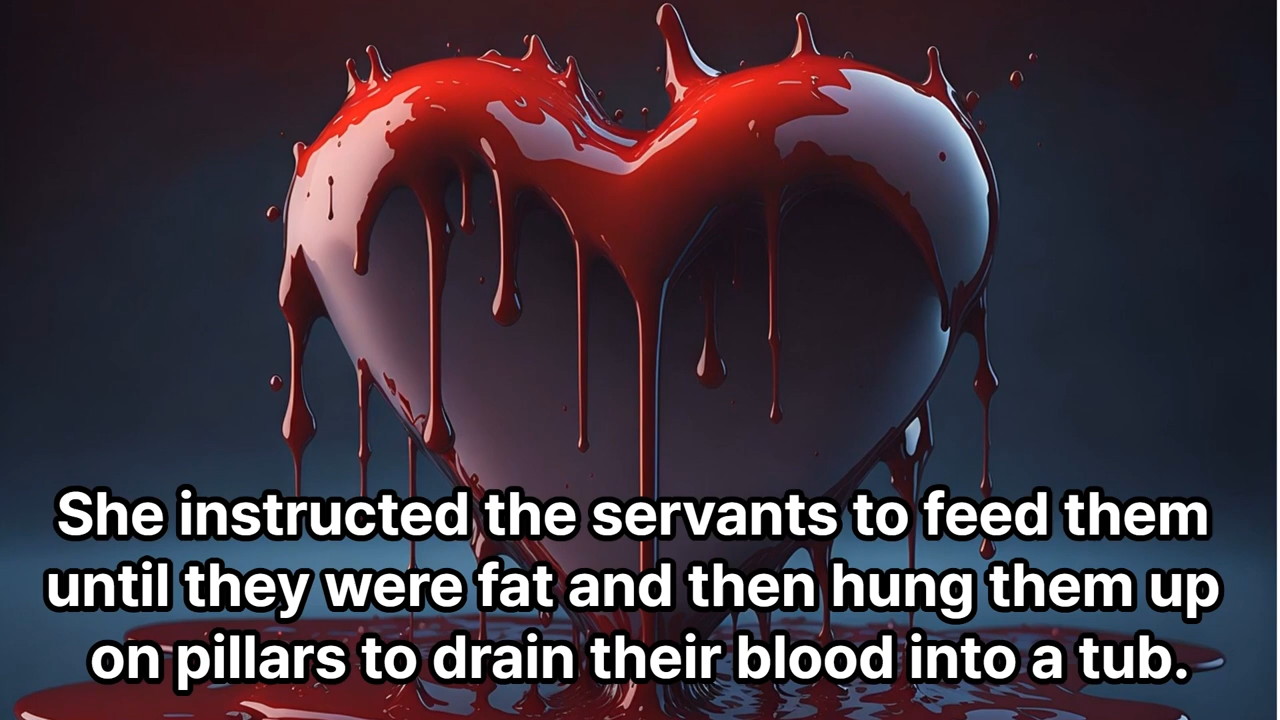 She instructed the servants to feed them
until they were fat and then hung them up
on pillars to drain their blood into a tub.